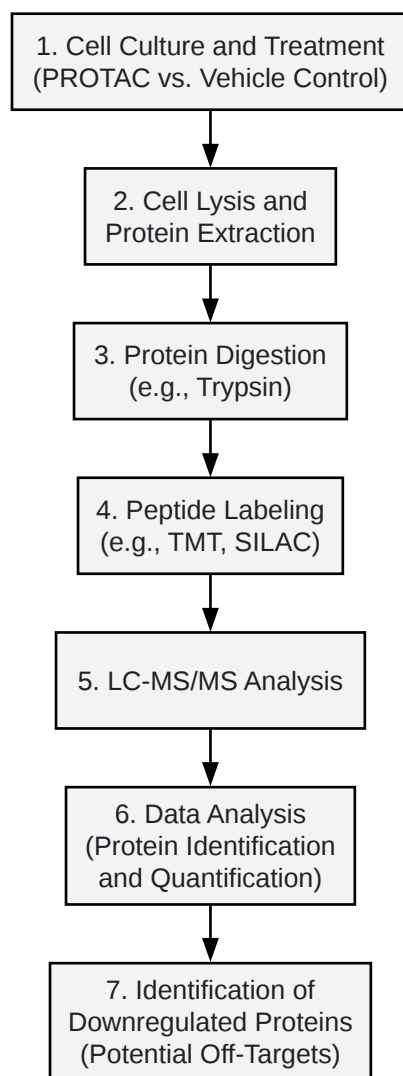 1. Cell Culture and Treatment
(PROTAC vs. Vehicle Control)
2. Cell Lysis and
Protein Extraction
3. Protein Digestion
(e.g., Trypsin)
4. Peptide Labeling
(e.g., TMT, SILAC)
5. LC-MS/MS Analysis
6. Data Analysis
(Protein Identification
and Quantification)
7. Identification of
Downregulated Proteins
(Potential Off-Targets)